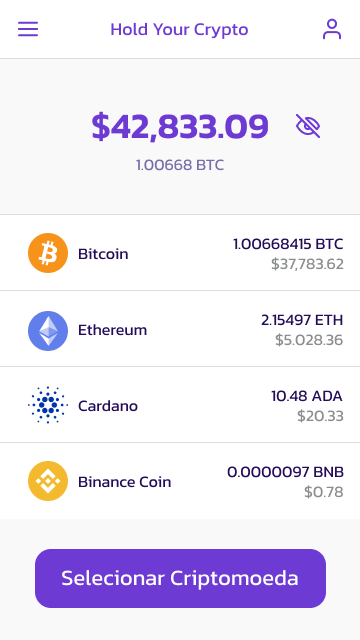 Hold Your Crypto
$42,833.09
1.00668 BTC
Bitcoin
1.00668415 BTC
$37,783.62
Ethereum
2.15497 ETH
$5.028.36
Cardano
10.48 ADA
$20.33
Binance Coin
0.0000097 BNB
$0.78
Selecionar Criptomoeda